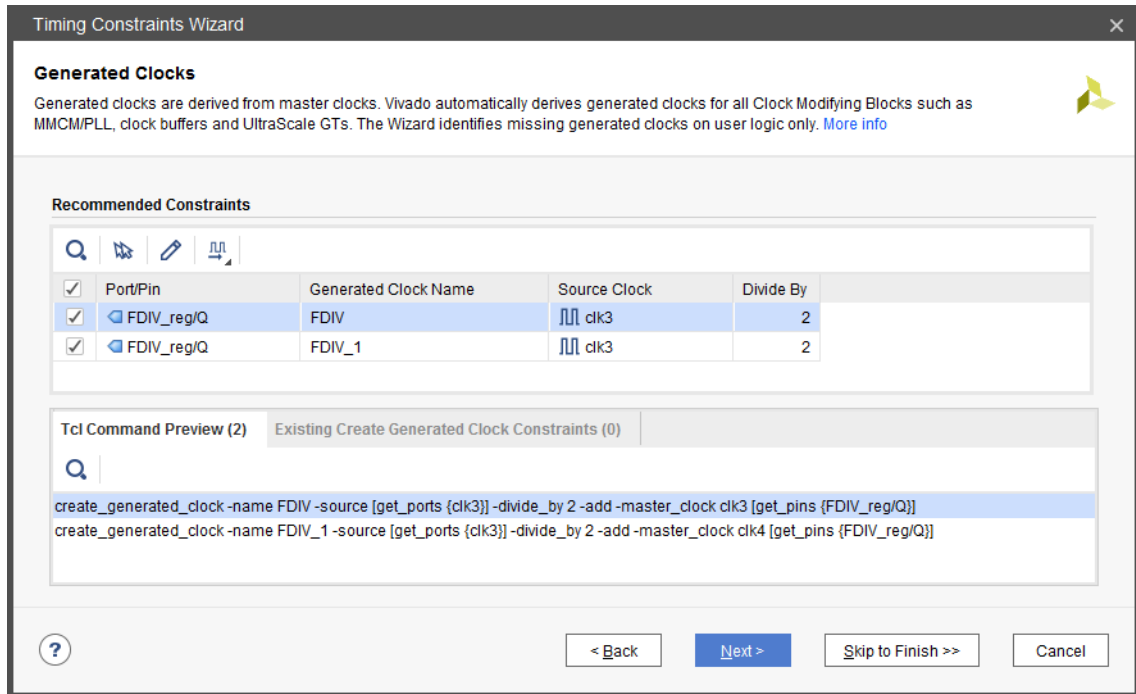 Timing Constraints Wizard
Generated Clocks
Generated clocks are derived from master clocks. Vivado automatically derives generated clocks for all Clock Modifying Blocks such as
MMCM/PLL, clock buffers and UltraScale GTs. The Wizard identifies missing generated clocks on user logic only. More info
Recommended Constraints
Port/Pin Generated Clock Name Source Clock Divide By
FDIV_reg/Q FDIV clk3 2
FDIV_reg/Q FDIV_1 clk3 2
Tcl Command Preview (2) Existing Create Generated Clock Constraints (0)
create_generated_clock -name FDIV -source [get_ports {clk3}] -divide_by 2 -add -master_clock clk3 [get_pins {FDIV_reg/Q}]
create_generated_clock -name FDIV_1 -source [get_ports {clk3}] -divide_by 2 -add -master_clock clk4 [get_pins {FDIV_reg/Q}]
? < Back Next > Skip to Finish >> Cancel